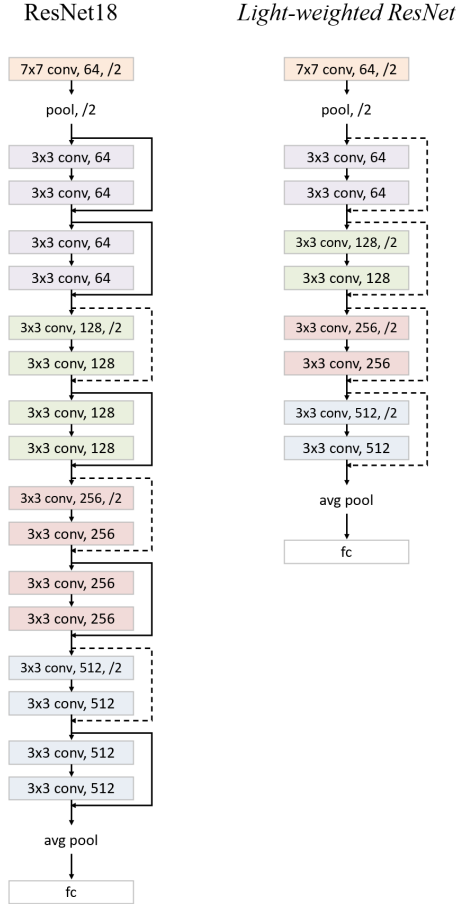 ResNet18
7x7 conv, 64, /2
pool, /2
3x3 conv, 64
3x3 conv, 64
3x3 conv, 64
3x3 conv, 64
3x3 conv, 128, /2
3x3 conv, 128
3x3 conv, 128
3x3 conv, 128
3x3 conv, 256, /2
3x3 conv, 256
3x3 conv, 256
3x3 conv, 256
3x3 conv, 512, /2
3x3 conv, 512
3x3 conv, 512
3x3 conv, 512
avg pool
fc
Light-weighted ResNet
7x7 conv, 64, /2
pool, /2
3x3 conv, 64
3x3 conv, 64
3x3 conv, 128, /2
3x3 conv, 128
3x3 conv, 256, /2
3x3 conv, 256
3x3 conv, 512, /2
3x3 conv, 512
avg pool
fc